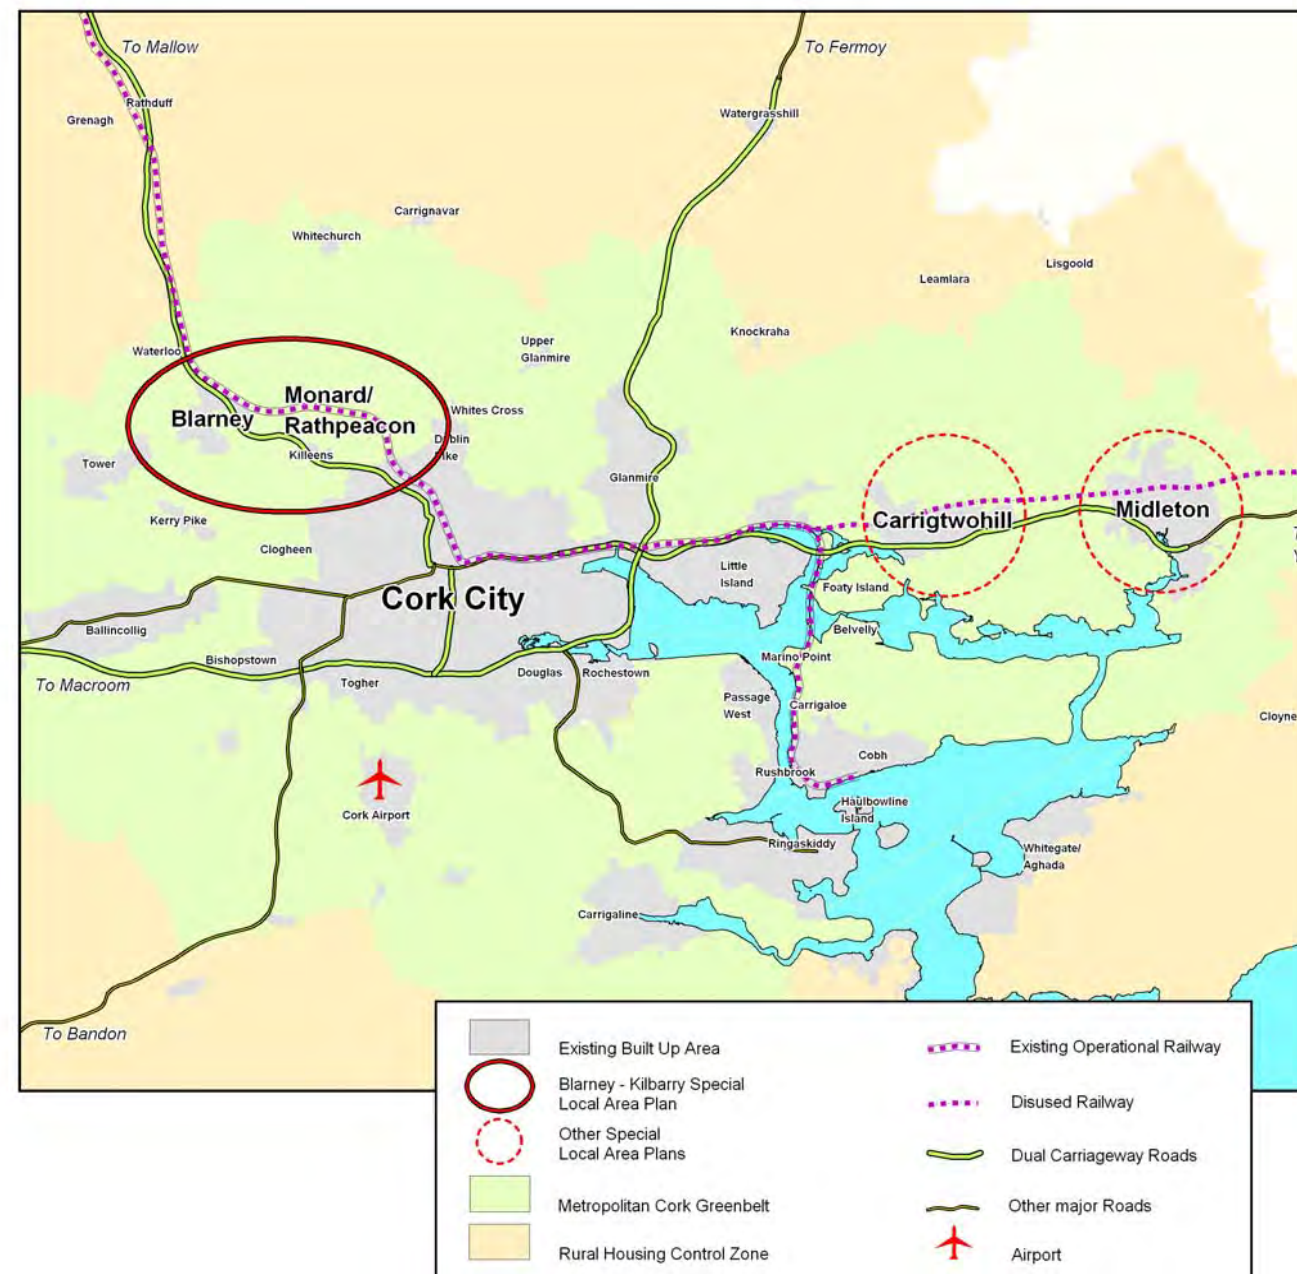 To Mallow
To Fermoy
Rathduff
Grenagh
Watergrasshill
Carrignavar
Whitechurch
Lisgoold
Leamlara
Knockraha
Waterloo
Upper
Glanmire
Monard/
Rathpeacon
Blarney
Whites Cross
Dublin
Pike
Killeens
Tower
Glanmire
Kerry Pike
Carrigtwohill
Midleton
Clogheen
Little
Island
Foaty Island
Cork City
Ballincollig
Belvelly
Bishopstown
Marino Point
To Macroom
Togher
Douglas
Rochestown
Passage
West
Carrigaloe
Cloyne
Cobh
Rushbrook
Haulbowline
Island
Cork Airport
Ringaskiddy
Whitegate/
Aghada
Carrigaline
To Bandon
Existing Built Up Area
Blarney - Kilbarry Special
Local Area Plan
Other Special
Local Area Plans
Metropolitan Cork Greenbelt
Rural Housing Control Zone
Existing Operational Railway
Disused Railway
Dual Carriageway Roads
Other major Roads
Airport